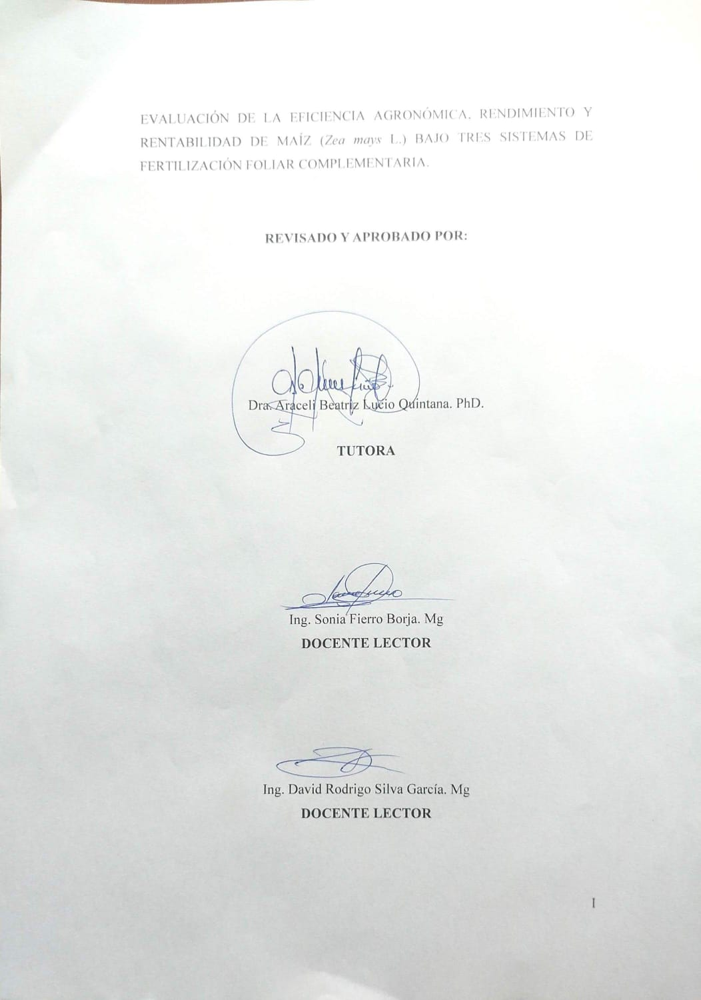 EVALUACIÓN DE LA EFICIENCIA AGRONÓMICA. RENDIMIENTO Y
RENTABILIDAD DE MAÍZ (Zea mays L.) BAJO TRES SISTEMAS DE
FERTILIZACIÓN FOLIAR COMPLEMENTARIA.
REVISADO Y APROBADO POR:
Dra. Araceli Beatriz Lucio Quintana. PhD.
TUTORA
Ing. Sonia Fierro Borja. Mg
DOCENTE LECTOR
Ing. David Rodrigo Silva García. Mg
DOCENTE LECTOR
I